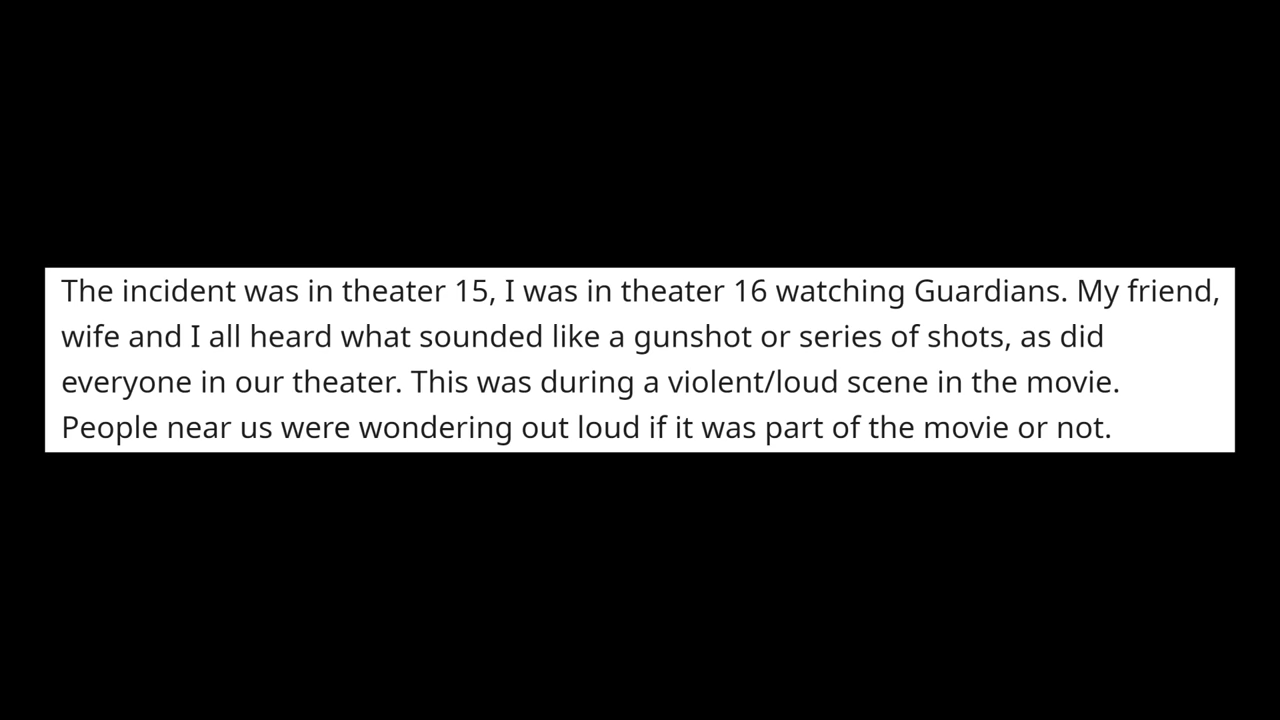 The incident was in theater 15, I was in theater 16 watching Guardians. My friend,
wife and I all heard what sounded like a gunshot or series of shots, as did
everyone in our theater. This was during a violent/loud scene in the movie.
People near us were wondering out loud if it was part of the movie or not.